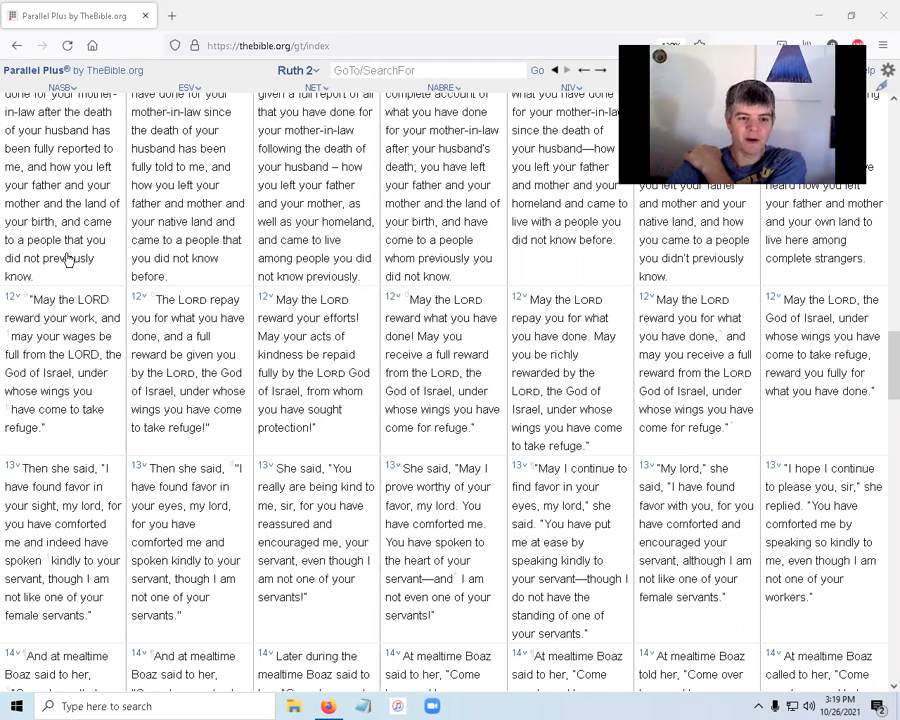 Parallel Plus by TheBible.org
https://thebible.org/gt/index
Parallel Plus® by TheBible.org
Ruth 2
GoTo/SearchFor
Go
NASB
ESV
NET
NABRE
NIV
done for your mother-
in-law after the death
of your husband has
been fully reported to
me, and how you left
your father and your
mother and the land of
your birth, and came
to a people that you
did not previously
know.
12 "May the LORD
reward your work, and
may your wages be
full from the LORD, the
God of Israel, under
whose wings you
have come to take
refuge."
13 Then she said, "I
have found favor in
your sight, my lord, for
you have comforted
me and indeed have
spoken kindly to your
servant, though I am
not like one of your
female servants."
14 And at mealtime
Boaz said to her,
have done for your
mother-in-law since
the death of your
husband has been
fully told to me, and
how you left your
father and mother and
your native land and
came to a people that
you did not know
before.
12 The LORD repay
you for what you have
done, and a full
reward be given you
by the LORD, the God
of Israel, under whose
wings you have come
to take refuge!"
13 Then she said, "I
have found favor in
your eyes, my lord,
for you have
comforted me and
spoken kindly to your
servant, though I am
not one of your
servants."
14 And at mealtime
Boaz said to her,
given a full report of all
that you have done for
your mother-in-law
following the death of
your husband – how
you left your father
and your mother, as
well as your homeland,
and came to live
among people you did
not know previously.
12 May the LORD
reward your efforts!
May your acts of
kindness be repaid
fully by the LORD God
of Israel, from whom
you have sought
protection!"
13 She said, "You
really are being kind to
me, sir, for you have
reassured and
encouraged me, your
servant, even though I
am not one of your
servants!"
14 Later during the
mealtime Boaz said to
complete account of
what you have done
for your mother-in-law
after your husband's
death; you have left
your father and your
mother and the land of
your birth, and have
come to a people
whom previously you
did not know.
12 May the LORD
reward what you have
done! May you
receive a full reward
from the LORD, the
God of Israel, under
whose wings you have
come for refuge."
13 She said, "May I
prove worthy of your
favor, my lord. You
have comforted me.
You have spoken to
the heart of your
servant—and I am
not even one of your
servants!"
14 At mealtime Boaz
said to her, "Come
what you have done
for your mother-in-law
since the death of
your husband—how
you left your father
and mother and your
homeland and came to
live with a people you
did not know before.
12 May the LORD
repay you for what
you have done. May
you be richly
rewarded by the
LORD, the God of
Israel, under whose
wings you have come
to take refuge."
13 "May I continue to
find favor in your
eyes, my lord," she
said. "You have put
me at ease by
speaking kindly to
your servant—though I
do not have the
standing of one of
your servants."
14 At mealtime Boaz
said to her, "Come
mother and your
native land, and how
you came to a people
you didn't previously
know.
12 May the LORD
reward you for what
you have done, and
may you receive a full
reward from the LORD
God of Israel, under
whose wings you have
come for refuge."
13 "My lord," she
said, "I have found
favor with you, for you
have comforted and
encouraged your
servant, although I am
not like one of your
female servants."
14 At mealtime Boaz
told her, "Come over
heard how you left
your father and mother
and your own land to
live here among
complete strangers.
12 May the LORD, the
God of Israel, under
whose wings you have
come to take refuge,
reward you fully for
what you have done."
13 "I hope I continue
to please you, sir," she
replied. "You have
comforted me by
speaking so kindly to
me, even though I am
not one of your
workers."
14 At mealtime Boaz
called to her, "Come
Type here to search
3:19 PM
10/26/2021
2